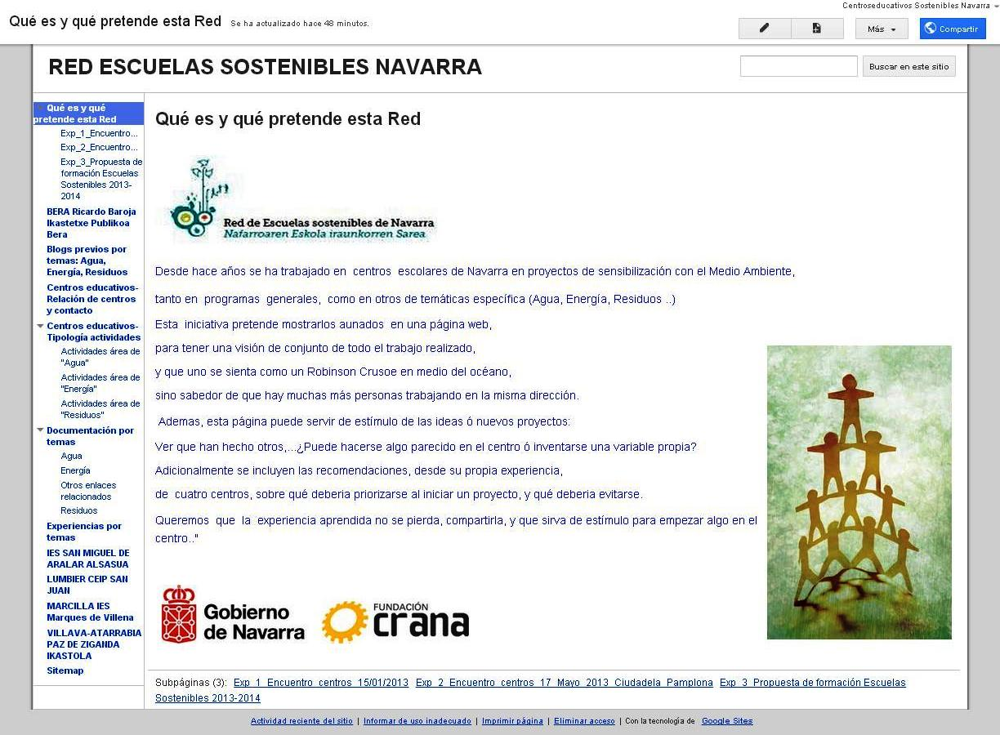 Centroseducativos Sostenibles Navarra
Qué es y qué pretende esta Red Se ha actualizado hace 48 minutos.
Más
Compartir
RED ESCUELAS SOSTENIBLES NAVARRA
Buscar en este sitio
Qué es y qué
pretende esta Red
Exp_1_Encuentro...
Exp_2_Encuentro...
Exp_3_Propuesta de
formación Escuelas
Sostenibles 2013-
2014
BERA Ricardo Baroja
Ikastetxe Publikoa
Bera
Blogs previos por
temas: Agua,
Energía, Residuos
Centros educativos-
Relación de centros
y contacto
Centros educativos-
Tipología actividades
Actividades área de
"Agua"
Actividades área de
"Energía"
Actividades área de
"Residuos"
Documentación por
temas
Agua
Energía
Otros enlaces
relacionados
Residuos
Experiencias por
temas
IES SAN MIGUEL DE
ARALAR ALSASUA
LUMBIER CEIP SAN
JUAN
MARCILLA IES
Marques de Villena
VILLAVA-ATARRABIA
PAZ DE ZIGANDA
IKASTOLA
Sitemap
Qué es y qué pretende esta Red
Red de Escuelas sostenibles de Navarra
Nafarroaren Eskola iraunkorren Sarea
Desde hace años se ha trabajado en centros escolares de Navarra en proyectos de sensibilización con el Medio Ambiente,
tanto en programas generales, como en otros de temáticas específica (Agua, Energía, Residuos ..)
Esta iniciativa pretende mostrarlos aunados en una página web,
para tener una visión de conjunto de todo el trabajo realizado,
y que uno se sienta como un Robinson Crusoe en medio del océano,
sino sabedor de que hay muchas más personas trabajando en la misma dirección.
Ademas, esta página puede servir de estímulo de las ideas ó nuevos proyectos:
Ver que han hecho otros,...¿Puede hacerse algo parecido en el centro ó inventarse una variable propia?
Adicionalmente se incluyen las recomendaciones, desde su propia experiencia,
de cuatro centros, sobre qué deberia priorizarse al iniciar un proyecto, y qué deberia evitarse.
Queremos que la experiencia aprendida no se pierda, compartirla, y que sirva de estímulo para empezar algo en el
centro.."
Gobierno
de Navarra
FUNDACIÓN
crana
Subpáginas (3): Exp_1_Encuentro_centros_15/01/2013 Exp_2_Encuentro_centros_17_Mayo_2013_Ciudadela_Pamplona Exp_3_Propuesta de formación Escuelas
Sostenibles 2013-2014
Actividad reciente del sitio | Informar de uso inadecuado | Imprimir página | Eliminar acceso | Con la tecnología de Google Sites